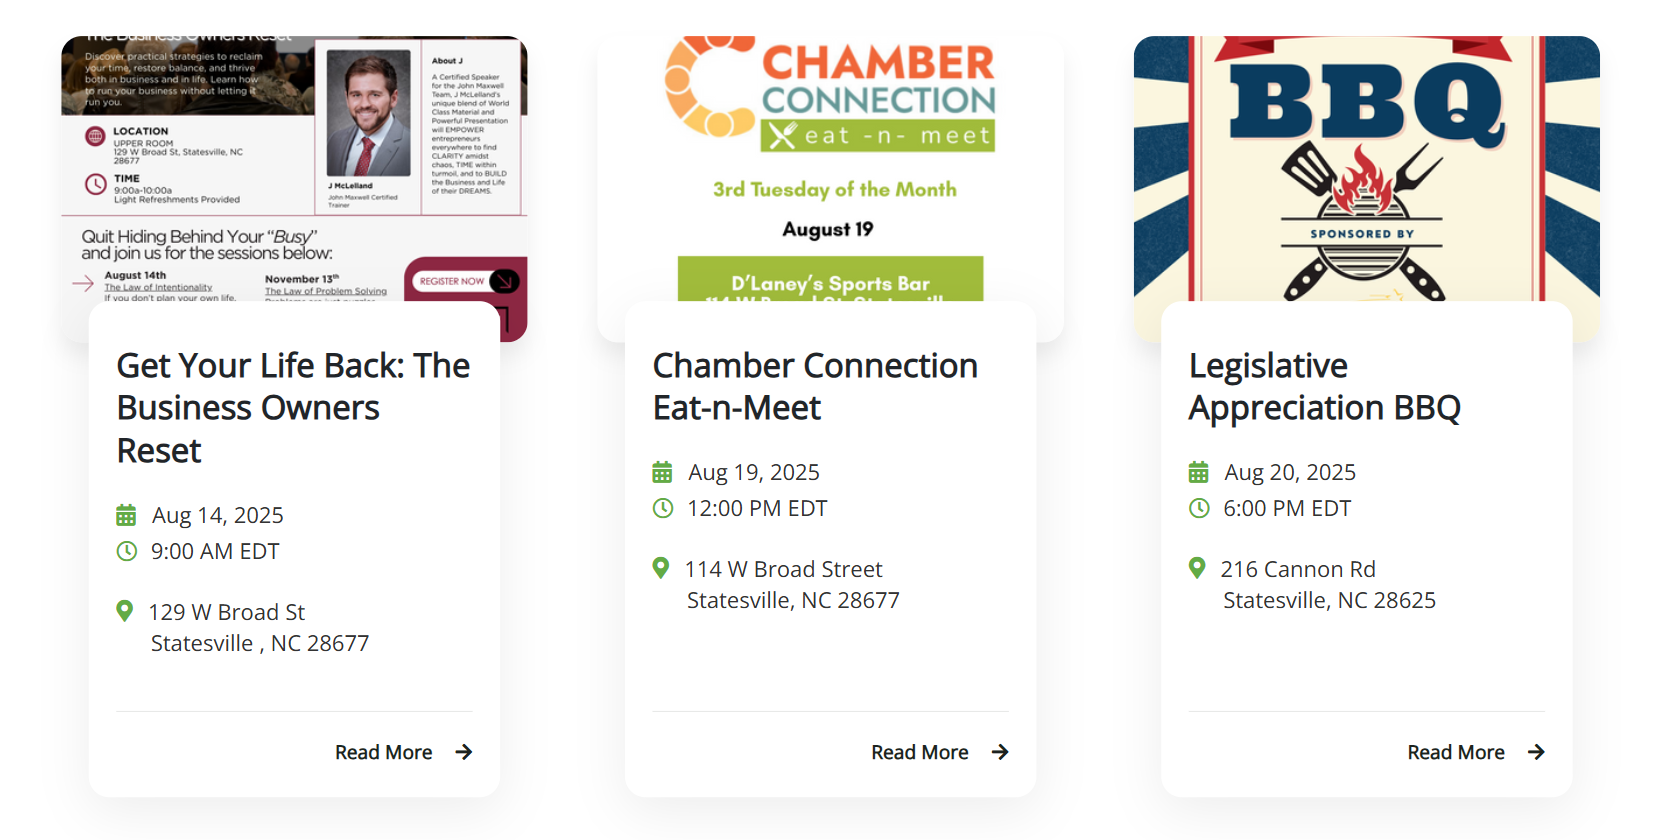 The Business Owners Reset
Discover practical strategies to reclaim
your time, restore balance, and thrive
both in business and in life. Learn how
to run your business without letting it
run you.
LOCATION
UPPER ROOM
129 W Broad St, Statesville, NC
28677
TIME
9:00a-10:00a
Light Refreshments Provided
J McLelland
John Maxwell Certified
Trainer
About J
A Certified Speaker
for the John Maxwell
Team, J McLelland's
unique blend of World
Class Material and
Powerful Presentation
will EMPOWER
entrepreneurs
everywhere to find
CLARITY amidst
chaos, TIME within
turmoil, and to BUILD
the Business and Life
of their DREAMS.
Quit Hiding Behind Your “Busy”
and join us for the sessions below:
August 14th
The Law of Intentionality
If you don't plan your own life,
November 13th
The Law of Problem Solving
REGISTER NOW
Get Your Life Back: The
Business Owners
Reset
Aug 14, 2025
9:00 AM EDT
129 W Broad St
Statesville , NC 28677
Read More
CHAMBER
CONNECTION
eat -n- meet
3rd Tuesday of the Month
August 19
D’Laney’s Sports Bar
Chamber Connection
Eat-n-Meet
Aug 19, 2025
12:00 PM EDT
114 W Broad Street
Statesville, NC 28677
Read More
BBQ
SPONSORED BY
Legislative
Appreciation BBQ
Aug 20, 2025
6:00 PM EDT
216 Cannon Rd
Statesville, NC 28625
Read More